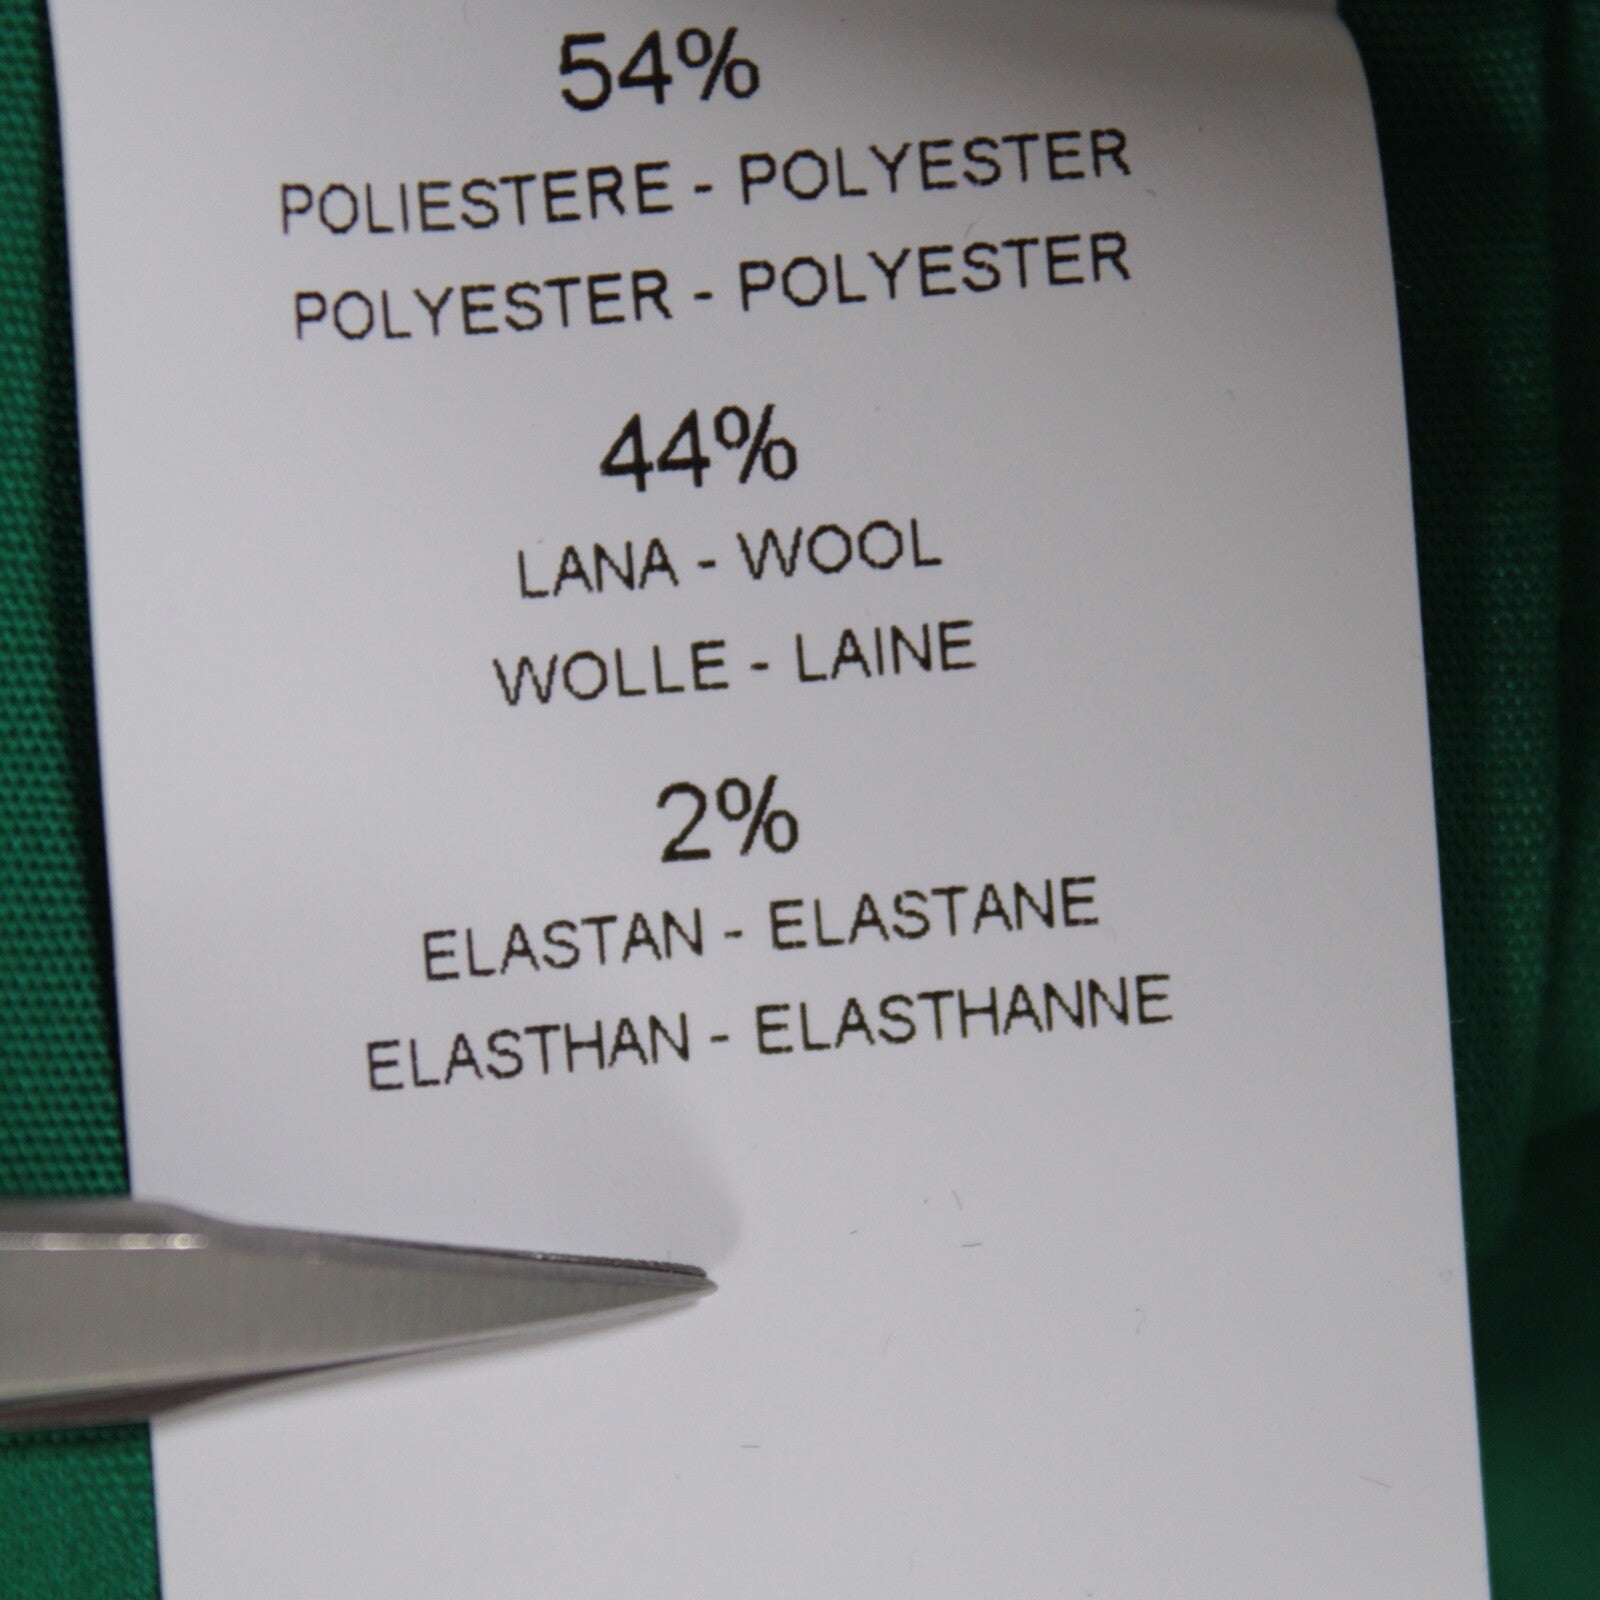 54%
POLIESTERE - POLYESTER
POLYESTER - POLYESTER
44%
LANA - WOOL
WOLLE - LAINE
2%
ELASTAN - ELASTANE
ELASTHAN - ELASTHANNE